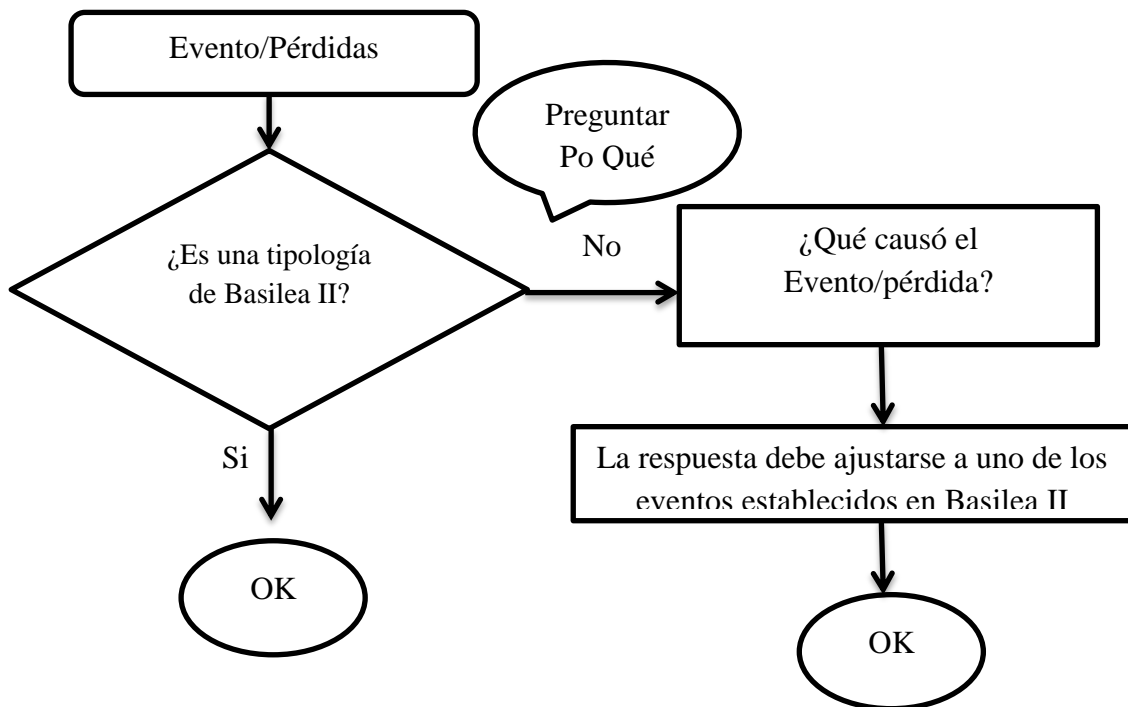 Evento/Pérdidas
Preguntar
Po Qué
¿Es una tipología
de Basilea II?
No
¿Qué causó el
Evento/pérdida?
Si
La respuesta debe ajustarse a uno de los
eventos establecidos en Basilea II
OK
OK